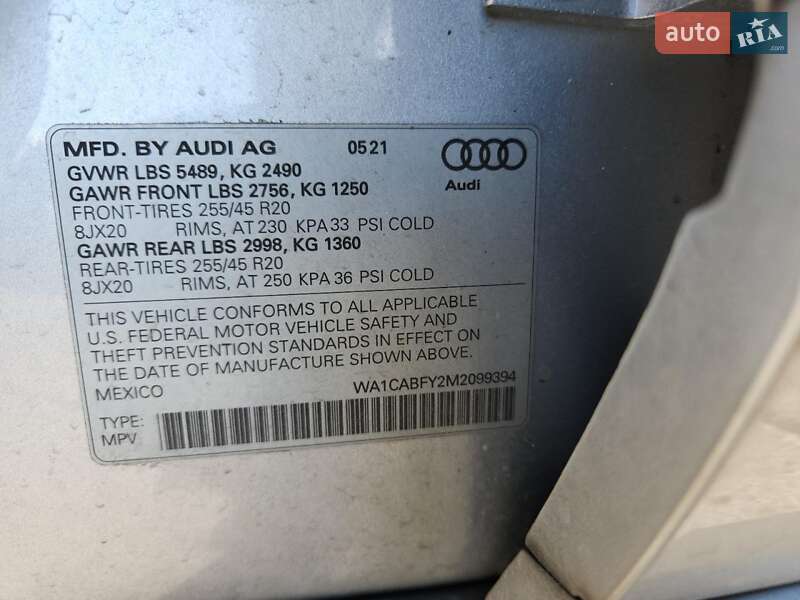 auto RIA.com
MFD. BY AUDI AG 0521
GVWR LBS 5489, KG 2490
GAWR FRONT LBS 2756, KG 1250
FRONT-TIRES 255/45 R20
8JX20 RIMS, AT 230 KPA 33 PSI COLD
GAWR REAR LBS 2998, KG 1360
REAR-TIRES 255/45 R20
8JX20 RIMS, AT 250 KPA 36 PSI COLD
Audi
THIS VEHICLE CONFORMS TO ALL APPLICABLE
U.S. FEDERAL MOTOR VEHICLE SAFETY AND
THEFT PREVENTION STANDARDS IN EFFECT ON
THE DATE OF MANUFACTURE SHOWN ABOVE.
MEXICO WA1CABFY2M2099394
TYPE:
MPV